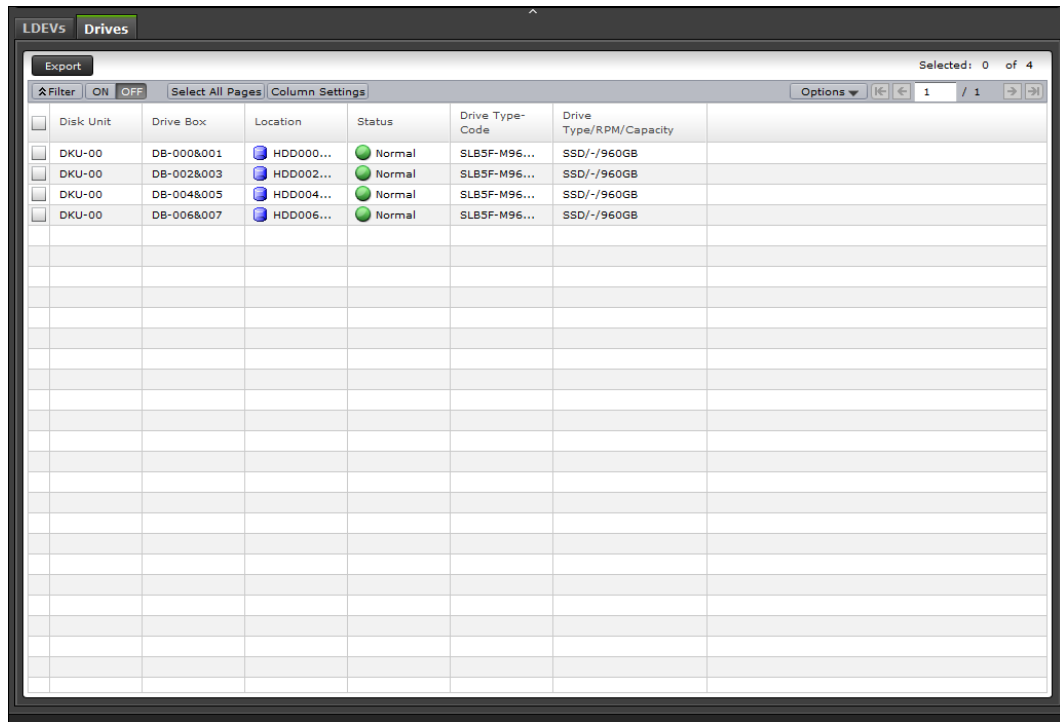 LDEVs Drives
Export Selected: 0 of 4
Filter ON OFF Select All Pages Column Settings Options 1 / 1
Disk Unit Drive Box Location Status Drive Type-Code Drive Type/RPM/Capacity
DKU-00 DB-000&001 HDD000... Normal SLB5F-M96... SSD/-/960GB
DKU-00 DB-002&003 HDD002... Normal SLB5F-M96... SSD/-/960GB
DKU-00 DB-004&005 HDD004... Normal SLB5F-M96... SSD/-/960GB
DKU-00 DB-006&007 HDD006... Normal SLB5F-M96... SSD/-/960GB